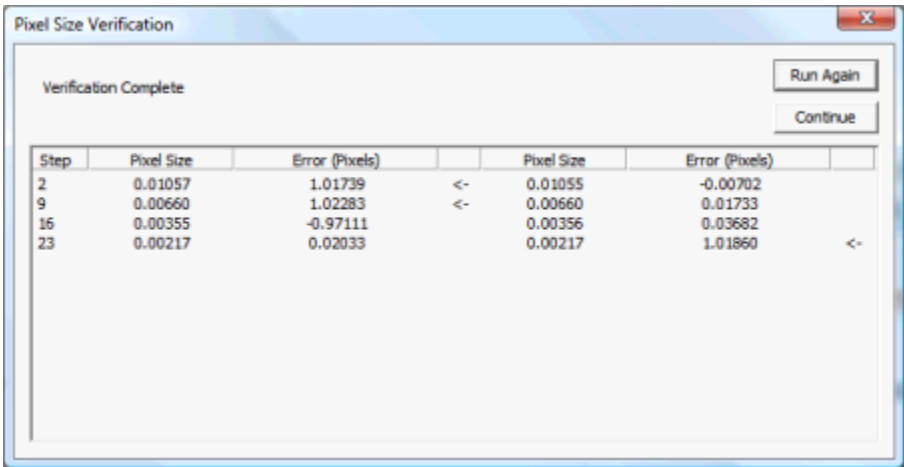 Pixel Size Verification
x
Verification Complete
Run Again
Continue
Step Pixel Size Error (Pixels) Pixel Size Error (Pixels)
2 0.01057 1.01739 <- 0.01055 -0.00702
9 0.00660 1.02283 <- 0.00660 0.01733
16 0.00355 -0.97111 0.00356 0.03682
23 0.00217 0.02033 0.00217 1.01860 <-